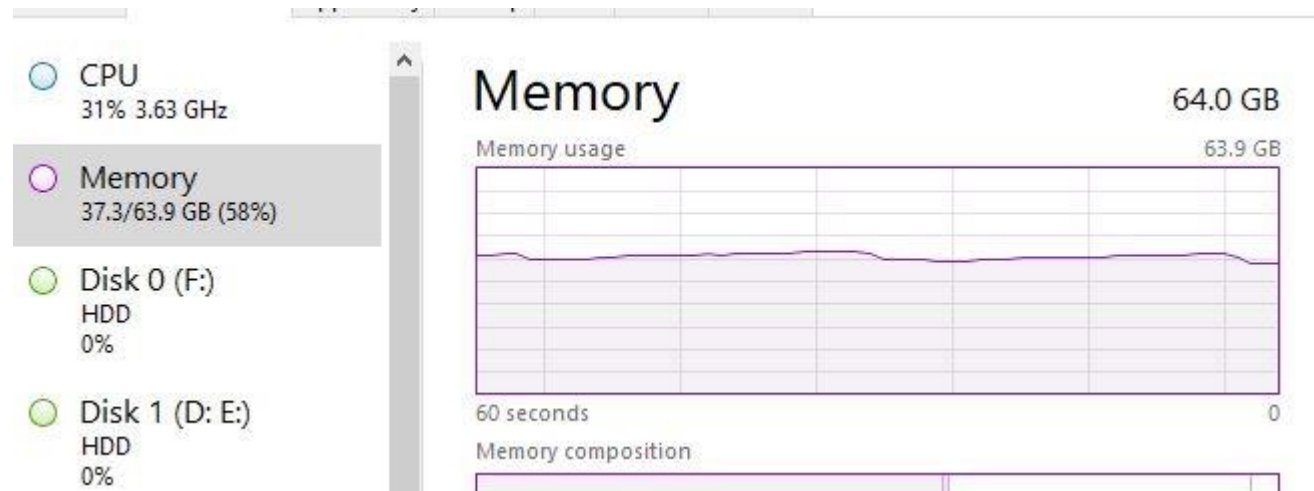 CPU
31% 3.63 GHz
Memory
37.3/63.9 GB (58%)
Disk 0 (F:)
HDD
0%
Disk 1 (D: E:)
HDD
0%
Memory
64.0 GB
Memory usage
63.9 GB
60 seconds
0
Memory composition